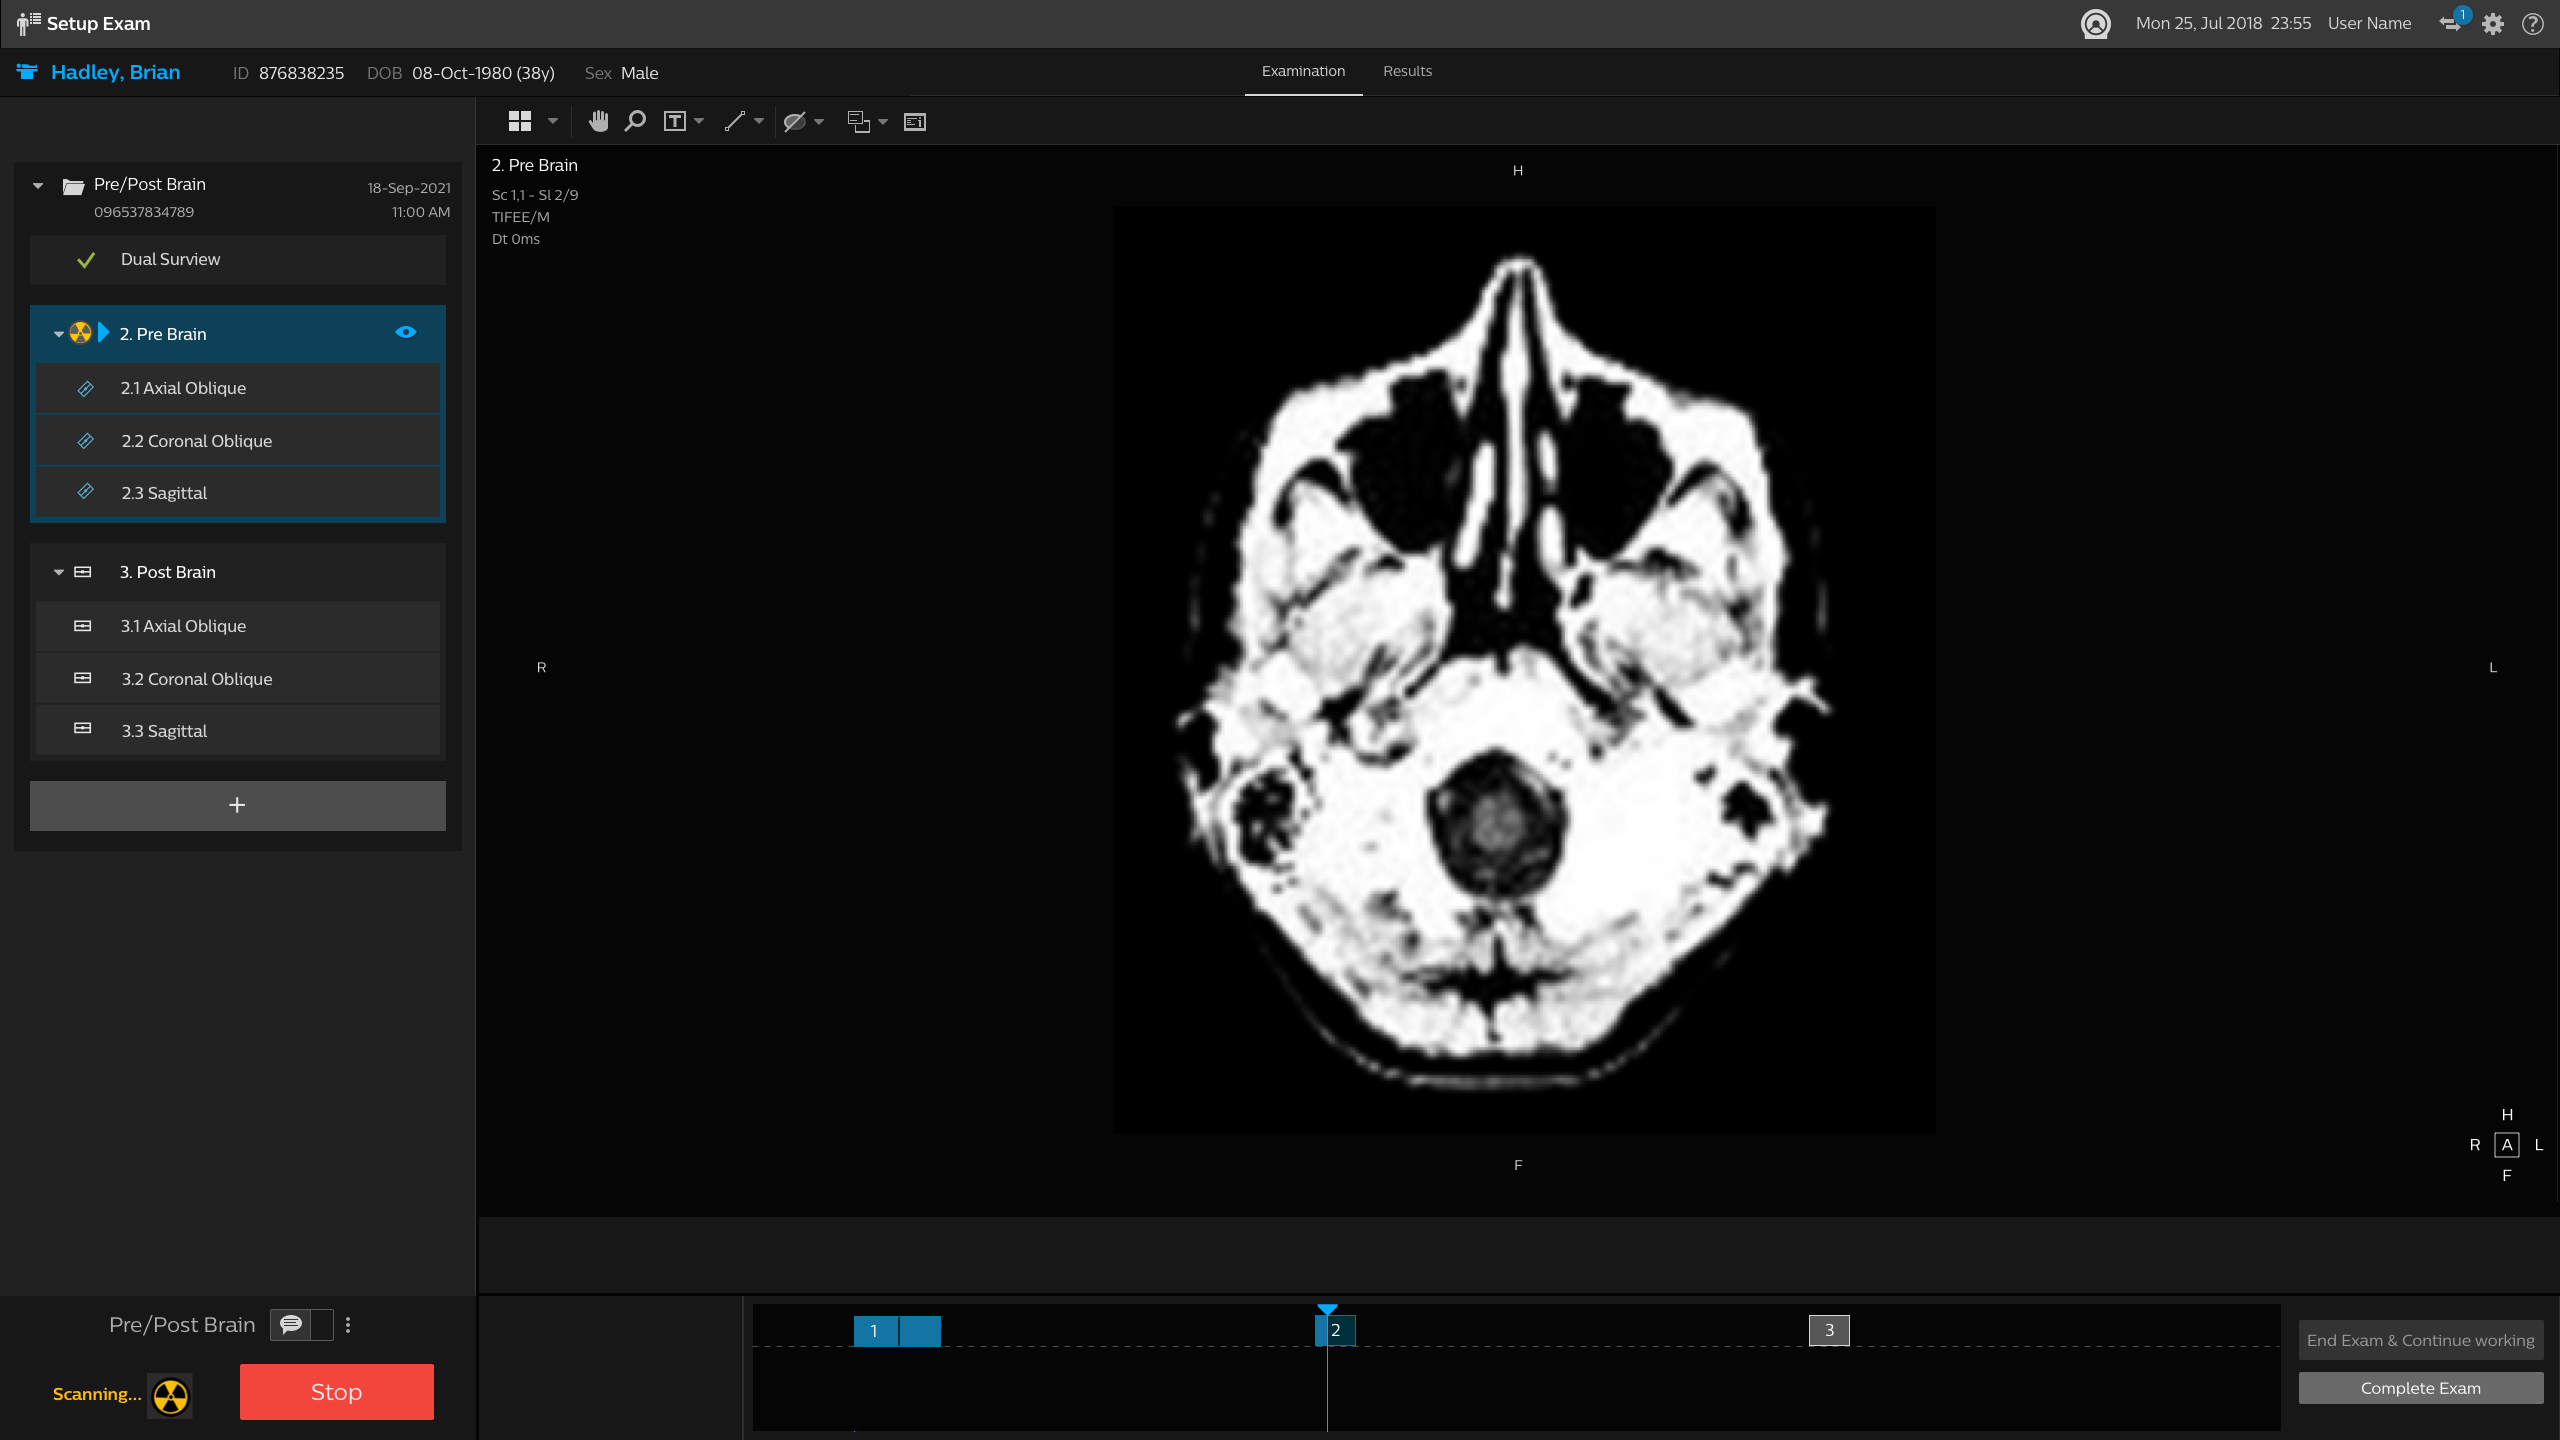 Setup Exam
Mon 25, Jul 2018 23:55 User Name 1
Hadley, Brian ID 876838235 DOB 08-Oct-1980 (38y) Sex Male
Examination Results
Pre/Post Brain 18-Sep-2021
096537834789 11:00 AM
Dual Surview
2. Pre Brain
2.1 Axial Oblique
2.2 Coronal Oblique
2.3 Sagittal
3. Post Brain
3.1 Axial Oblique
3.2 Coronal Oblique
3.3 Sagittal
+
T
2. Pre Brain
Sc 1,1 - Sl 2/9
TIFEE/M
Dt 0ms
H
R
L
F
H
R A L
F
Pre/Post Brain
Scanning...
Stop
1
2
3
End Exam & Continue working
Complete Exam